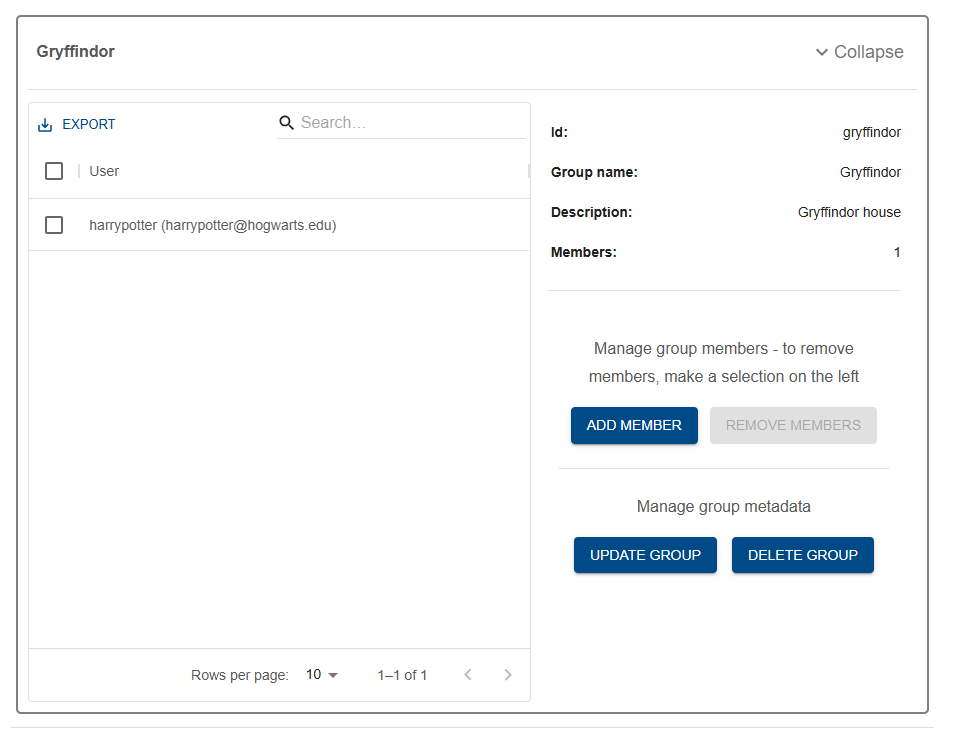 Gryffindor
Collapse
EXPORT
Search…
User
harrypotter (harrypotter@hogwarts.edu)
Rows per page: 10 1–1 of 1
Id: gryffindor
Group name: Gryffindor
Description: Gryffindor house
Members: 1
Manage group members - to remove
members, make a selection on the left
ADD MEMBER REMOVE MEMBERS
Manage group metadata
UPDATE GROUP DELETE GROUP